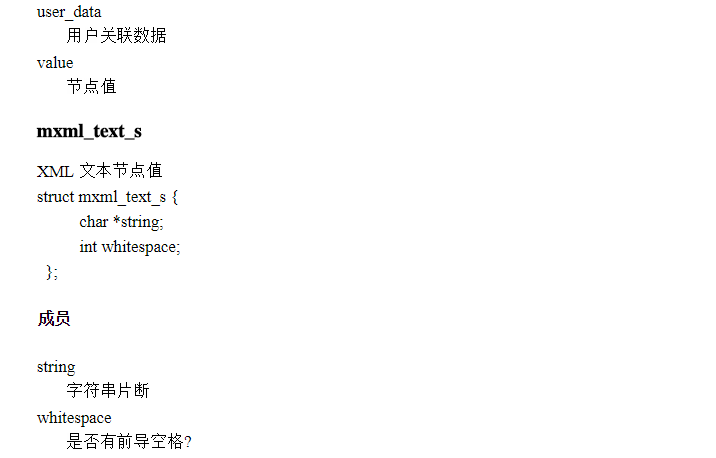 user_data
用户关联数据
value
节点值
mxml_text_s
XML 文本节点值
struct mxml_text_s {
char *string;
int whitespace;
};
成员
string
字符串片断
whitespace
是否有前导空格?